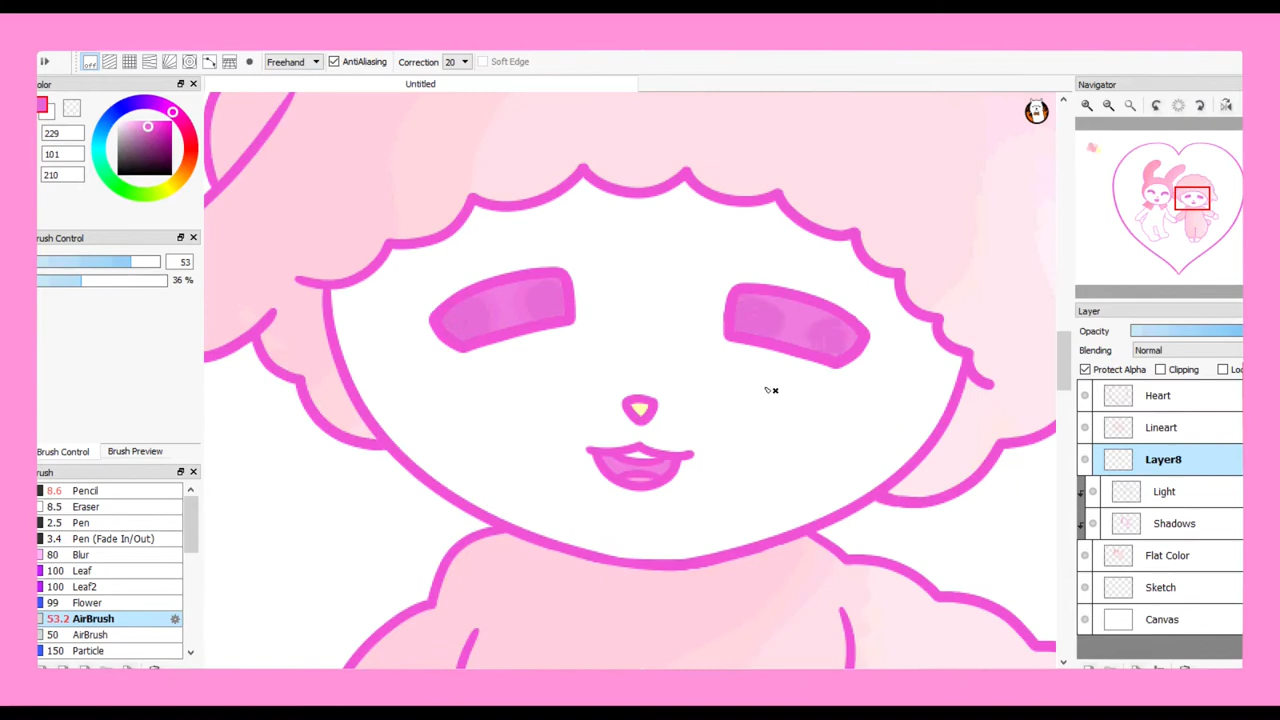 Freehand AntiAliasing Correction 20 Soft Edge
Untitled
olor
229
101
210
rush Control
53
36 %
rush Control Brush Preview
rush
8.6 Pencil
8.5 Eraser
2.5 Pen
3.4 Pen (Fade In/Out)
80 Blur
100 Leaf
100 Leaf2
99 Flower
53.2 AirBrush
50 AirBrush
150 Particle
Navigator
Layer
Opacity
Blending Normal
Protect Alpha Clipping Loc
Heart
Lineart
Layer8
Light
Shadows
Flat Color
Sketch
Canvas
off